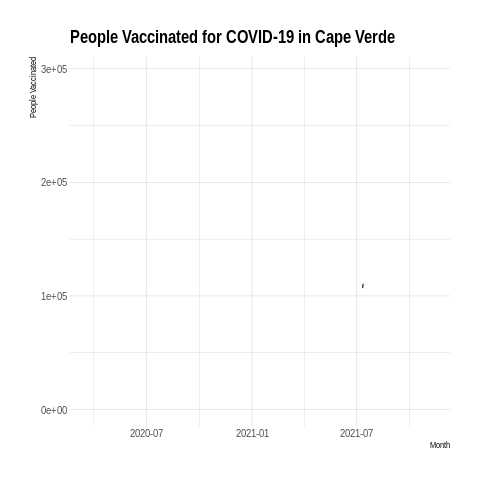 People Vaccinated for COVID-19 in Cape Verde
People Vaccinated
3e+05
2e+05
1e+05
0e+00
2020-07
2021-01
2021-07
Month